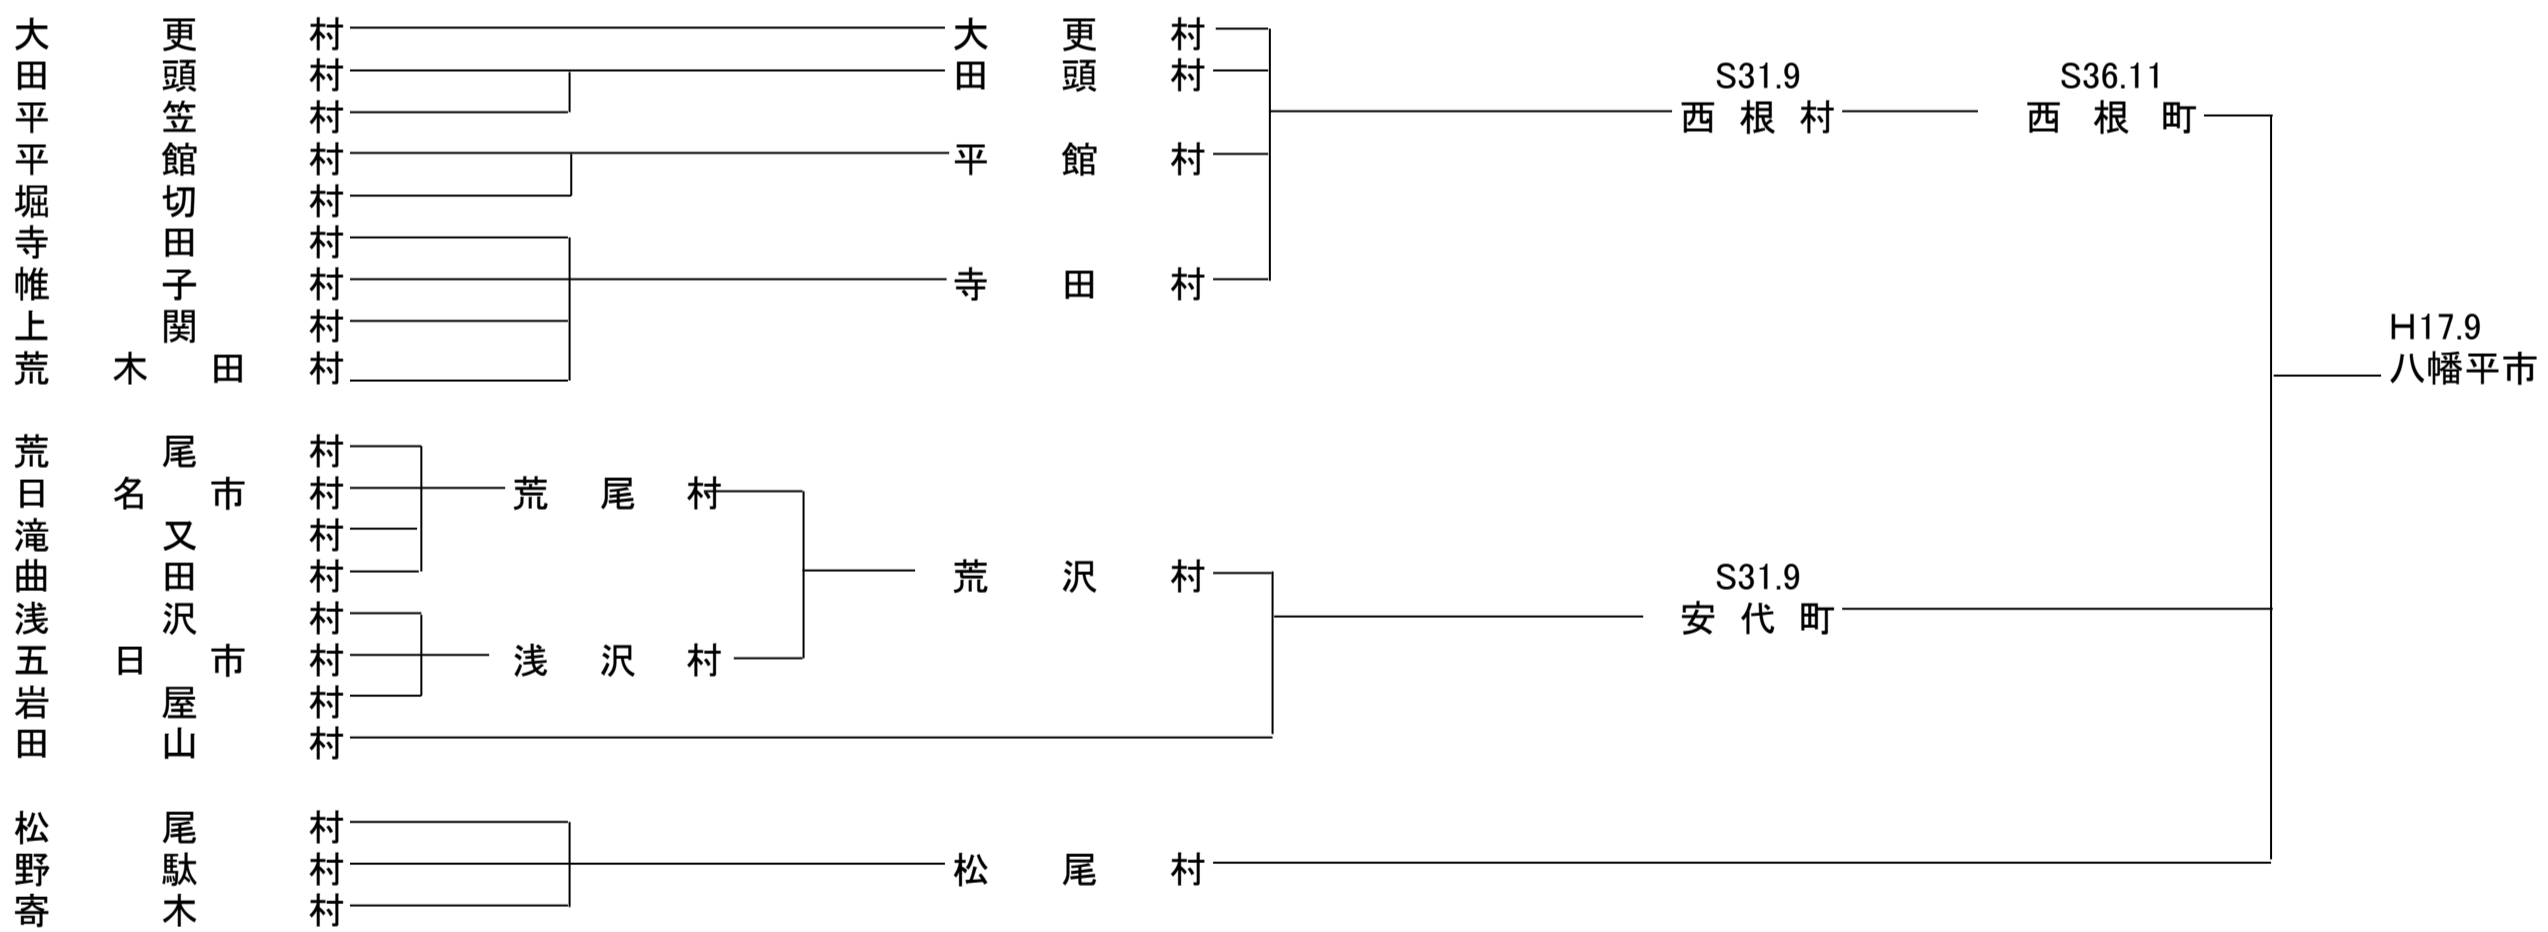 大更村 大更村
田頭村 田頭村 S31.9 S36.11
平笠村 西根村 西根町
平館村 平館村
堀切村
寺田村
帷子村 寺田村
上関村 H17.9
荒木田村 八幡平市
荒尾村
日名市村 荒尾村
滝又村
曲田村 荒沢村 S31.9
浅沢村 安代町
五日市村 浅沢村
岩屋村
田山村
松尾村
野駄村 松尾村
寄木村